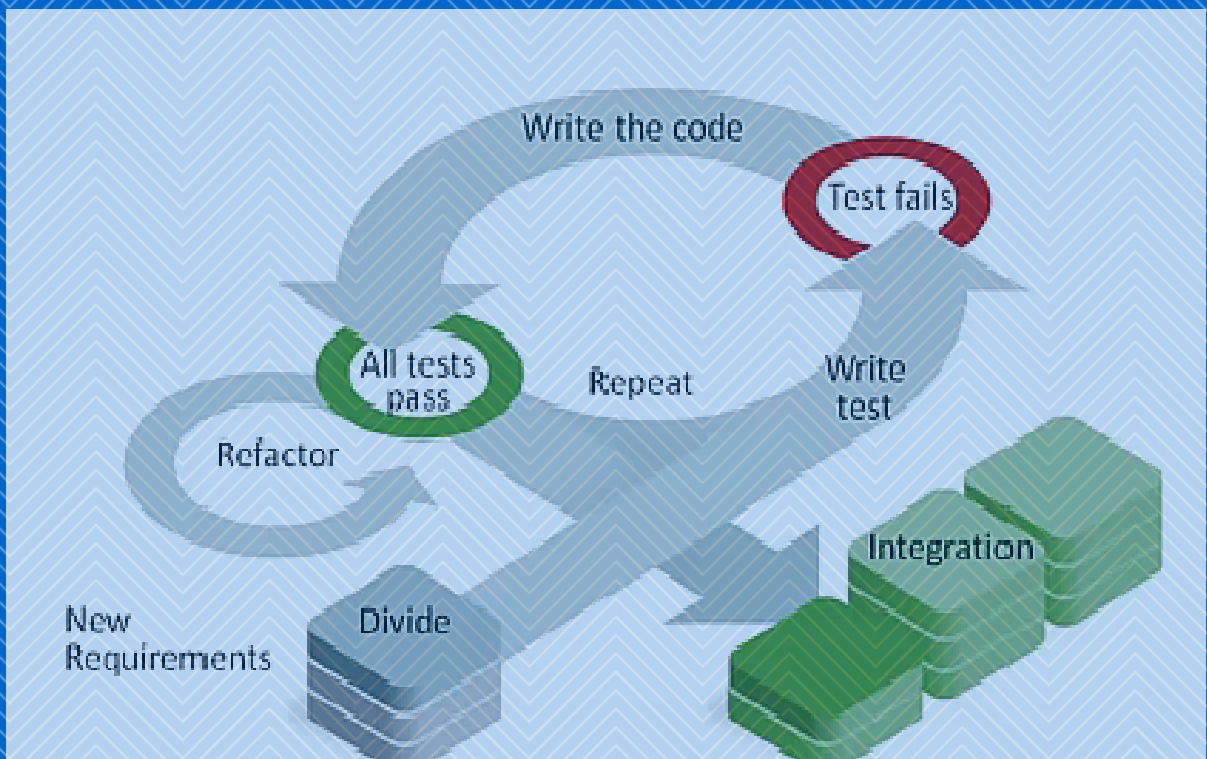 Write the code
Test fails
All tests
pass
Repeat
Write
test
Refactor
Integration
New
Requirements
Divide